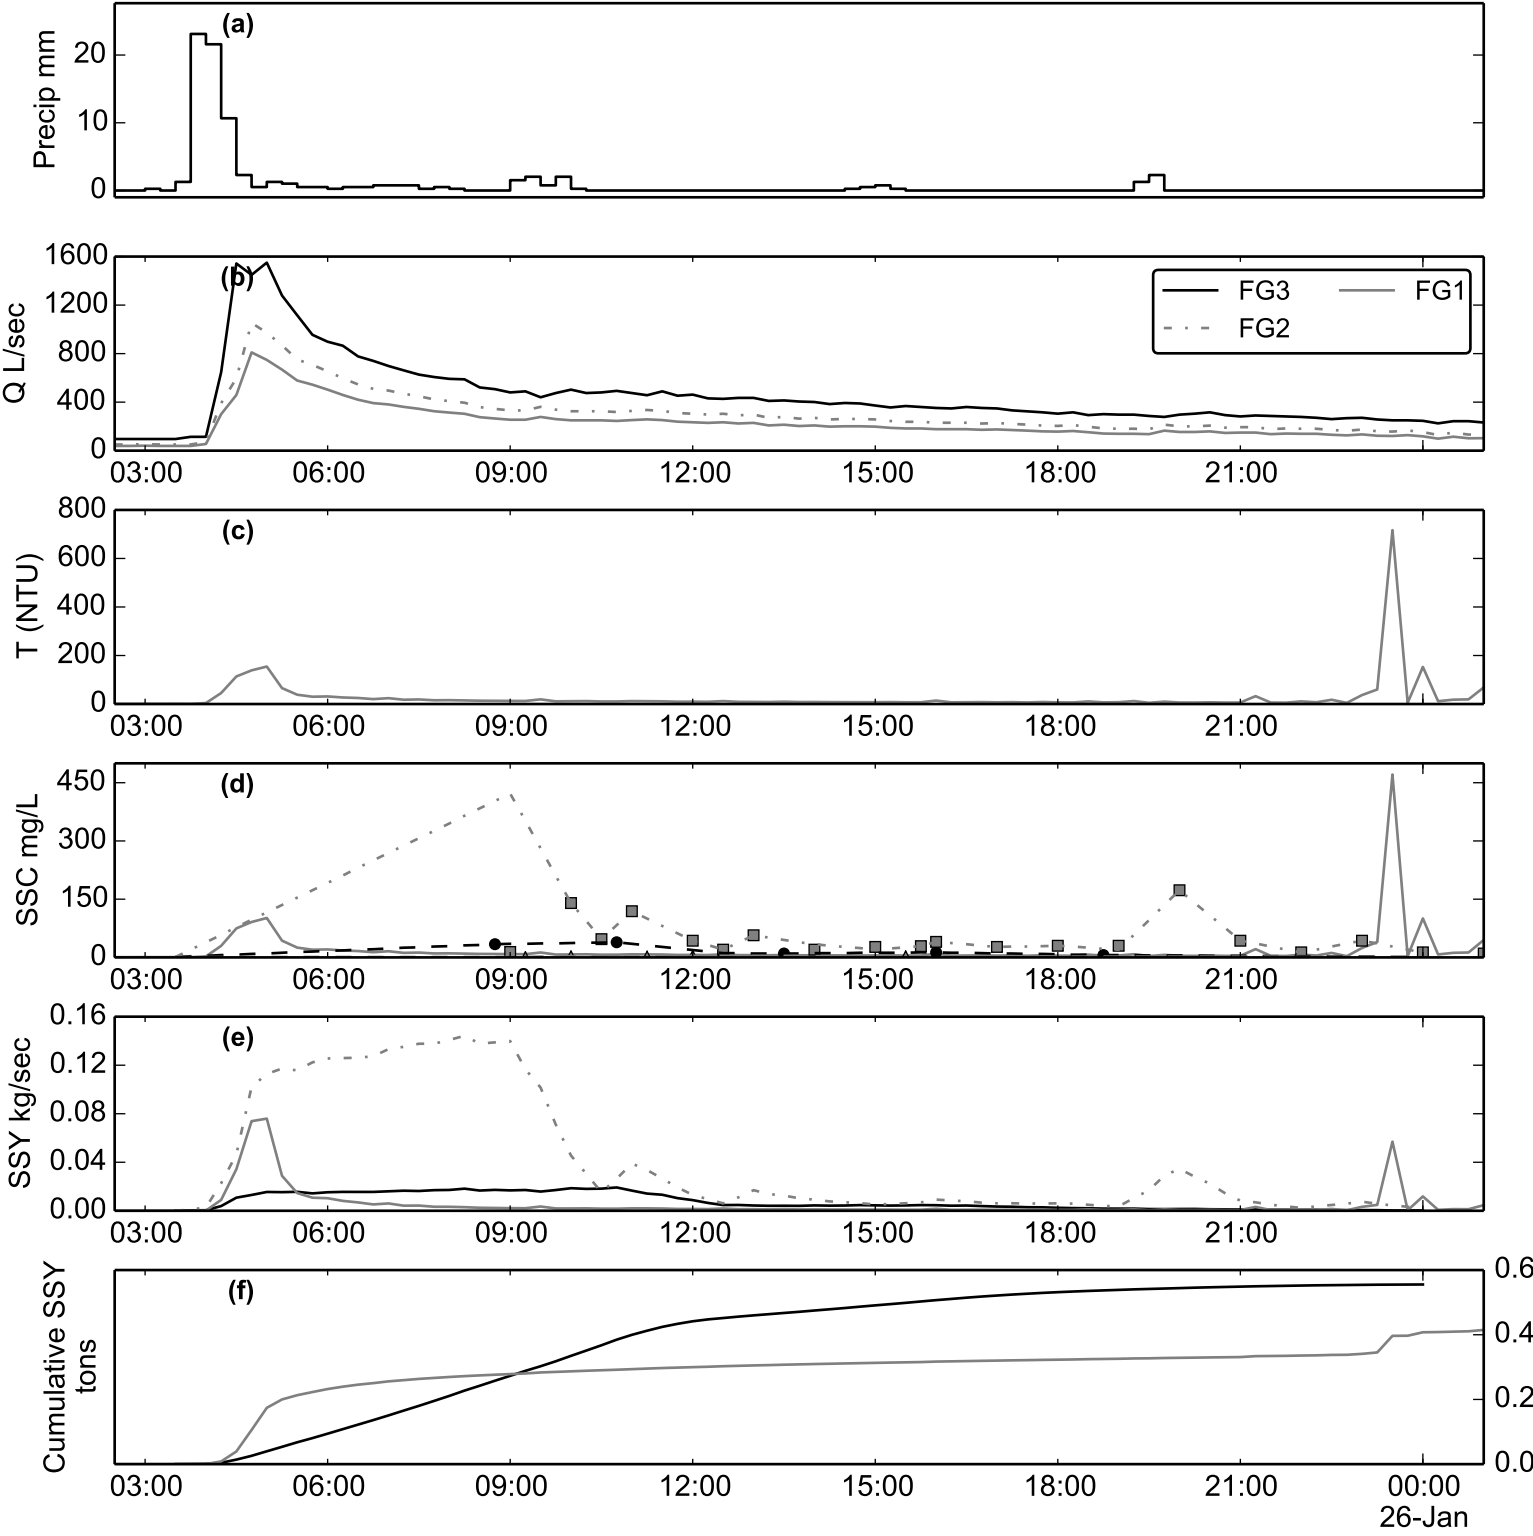 (a)
Precip mm
20
10
0
(b)
Q L/sec
1600
1200
800
400
0
FG3 FG1
FG2
03:00 06:00 09:00 12:00 15:00 18:00 21:00
(c)
T (NTU)
800
600
400
200
0
03:00 06:00 09:00 12:00 15:00 18:00 21:00
(d)
SSC mg/L
450
300
150
0
03:00 06:00 09:00 12:00 15:00 18:00 21:00
(e)
SSY kg/sec
0.16
0.12
0.08
0.04
0.00
03:00 06:00 09:00 12:00 15:00 18:00 21:00
(f)
Cumulative SSY
tons
0.6
0.4
0.2
0.0
03:00 06:00 09:00 12:00 15:00 18:00 21:00 00:00
26-Jan